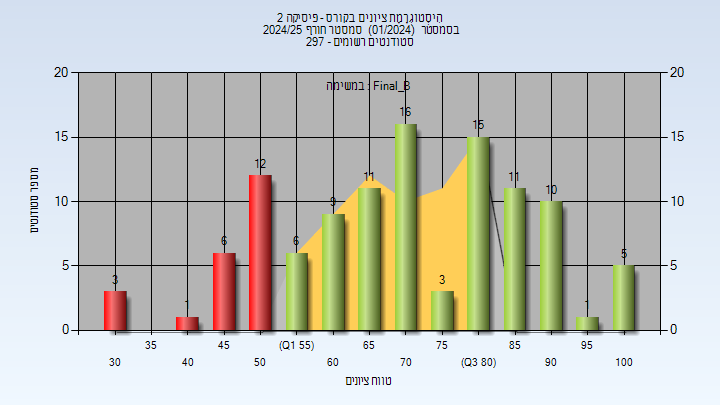 היסטוגרמת ציונים בקורס - פיסיקה 2
בסמסטר (01/2024) סמסטר חורף 2024/25
סטודנטים רשומים - 297
במשימה : Final_B
מספר סטודנטים
20 15 10 5 0
20 15 10 5 0
3 1 6 12 6 9 11 16 3 15 11 10 1 5
35 45 (Q1 55) 65 75 85 95
30 40 50 60 70 (Q3 80) 90 100
טווח ציונים